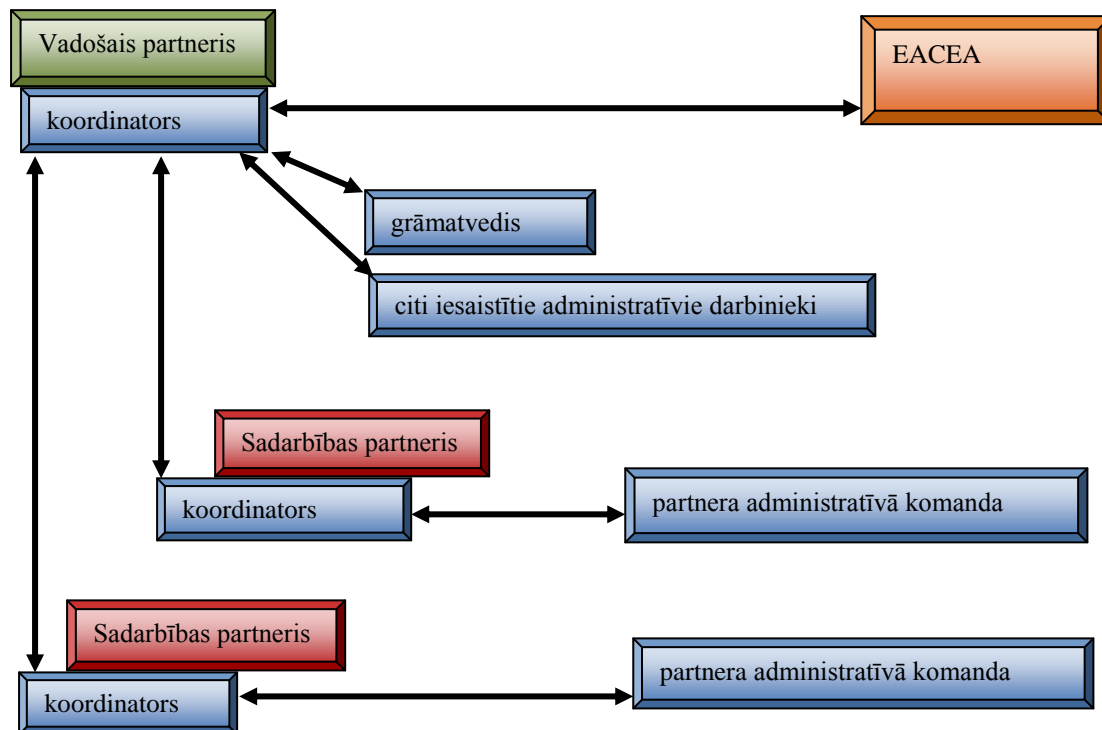 Vadošais partneris
EACEA
koordinators
grāmatvedis
citi iesaistītie administratīvie darbinieki
Sadarbības partneris
koordinators
partnera administratīvā komanda
Sadarbības partneris
koordinators
partnera administratīvā komanda